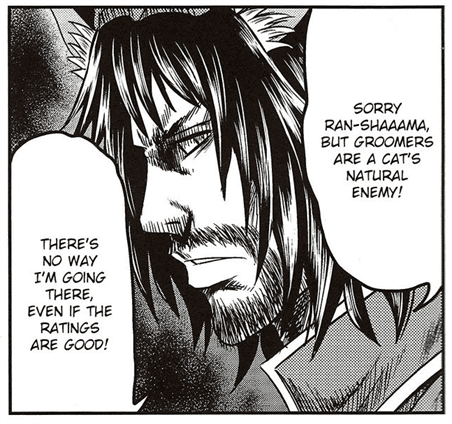 SORRY
RAN-SHAAAMA,
BUT GROOMERS
ARE A CAT'S
NATURAL
ENEMY!
THERE'S
NO WAY
I'M GOING
THERE,
EVEN IF THE
RATINGS
ARE GOOD!